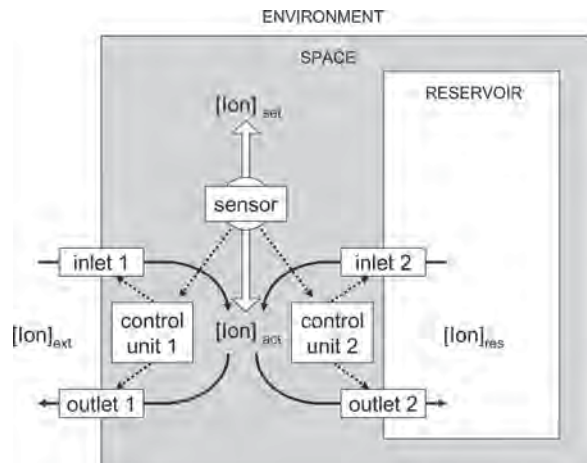 ENVIRONMENT
SPACE
RESERVOIR
[Ion] set
sensor
inlet 1
inlet 2
control
unit 1
[Ion] act
control
unit 2
[Ion]ext
[Ion]res
outlet 1
outlet 2